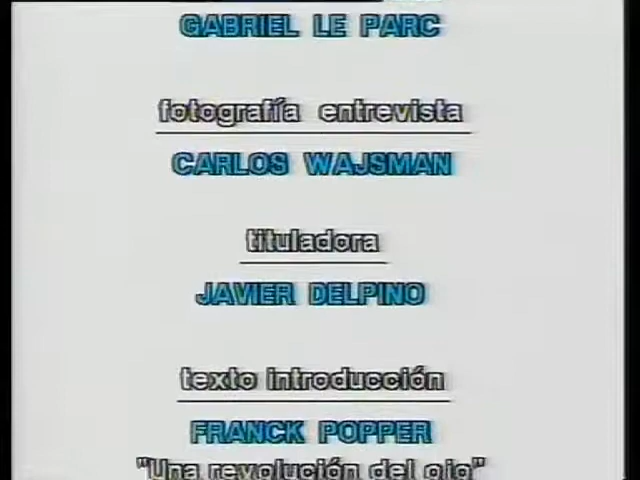 GABRIEL LE PARC
fotografía entrevista
CARLOS WAJSMAN
tituladora
JAVIER DELPINO
texto introducción
FRANCK POPPER
"Una revolución del ojo"